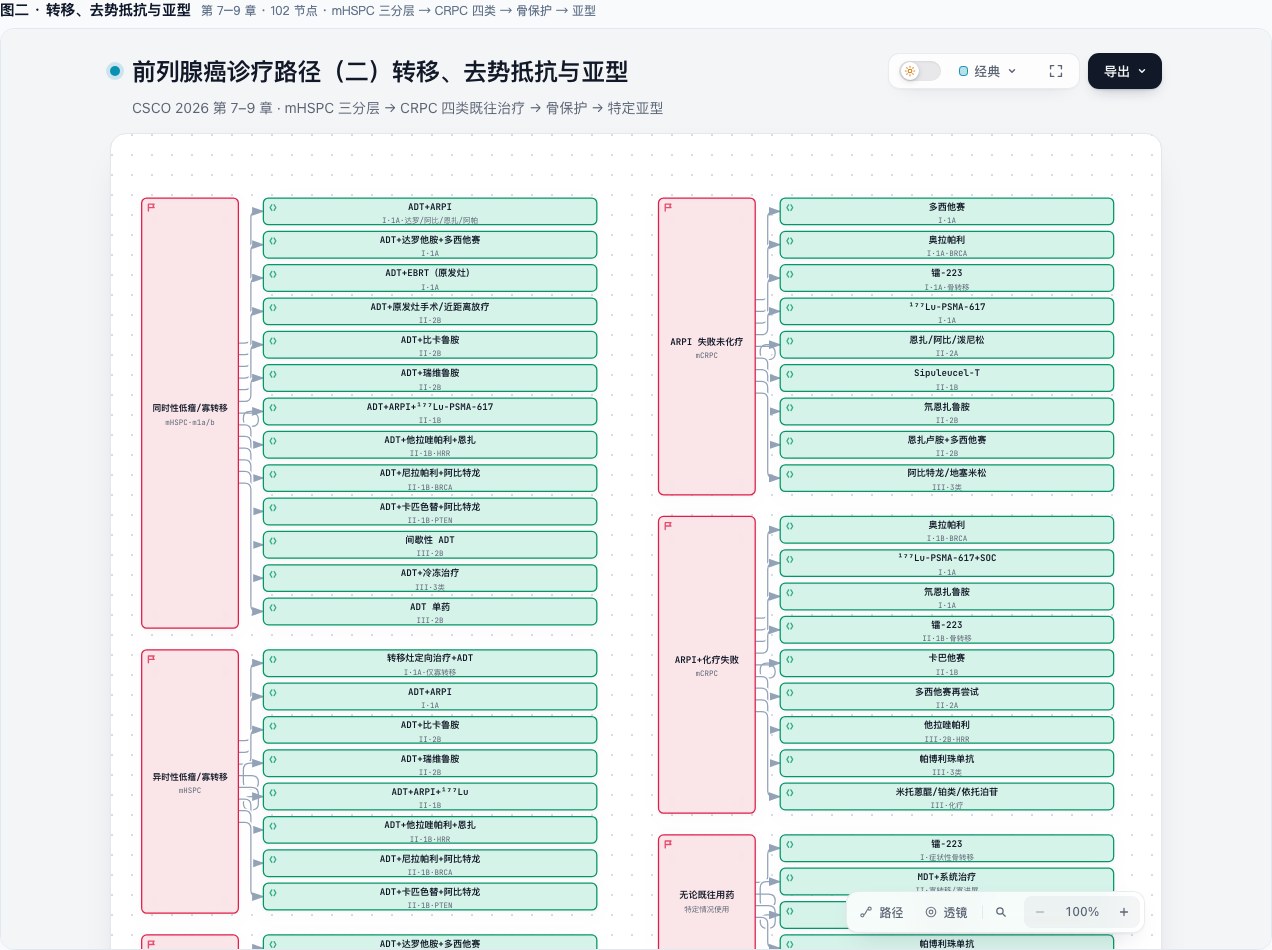 图二 · 转移、去势抵抗与亚型 第 7–9 章 · 102 节点 · mHSPC 三分层 → CRPC 四类 → 骨保护 → 亚型
前列腺癌诊疗路径（二）转移、去势抵抗与亚型
经典
导出
CSCO 2026 第 7–9 章 · mHSPC 三分层 → CRPC 四类既往治疗 → 骨保护 → 特定亚型
同时性低瘤/寡转移
mHSPC·m1a/b
ADT+ARPI
I·1A·达罗/阿比/恩扎/阿帕
ADT+达罗他胺+多西他赛
I·1A
ADT+EBRT（原发灶）
I·1A
ADT+原发灶手术/近距离放疗
II·2B
ADT+比卡鲁胺
II·2B
ADT+瑞维鲁胺
II·2B
ADT+ARPI+¹⁷⁷Lu-PSMA-617
II·1B
ADT+他拉唑帕利+恩扎
II·1B·HRR
ADT+尼拉帕利+阿比特龙
II·1B·BRCA
ADT+卡匹色替+阿比特龙
II·1B·PTEN
间歇性 ADT
III·2B
ADT+冷冻治疗
III·3类
ADT 单药
III·2B
异时性低瘤/寡转移
mHSPC
转移灶定向治疗+ADT
I·1A·仅寡转移
ADT+ARPI
I·1A
ADT+比卡鲁胺
II·2B
ADT+瑞维鲁胺
II·2B
ADT+ARPI+¹⁷⁷Lu
II·1B
ADT+他拉唑帕利+恩扎
II·1B·HRR
ADT+尼拉帕利+阿比特龙
II·1B·BRCA
ADT+卡匹色替+阿比特龙
II·1B·PTEN
ADT+达罗他胺+多西他赛
ARPI 失败未化疗
mCRPC
多西他赛
I·1A
奥拉帕利
I·1A·BRCA
镭-223
I·1A·骨转移
¹⁷⁷Lu-PSMA-617
I·1A
恩扎/阿比/泼尼松
II·2A
Sipuleucel-T
II·1B
氘恩扎鲁胺
II·2B
恩扎卢胺+多西他赛
II·2B
阿比特龙/地塞米松
III·3类
ARPI+化疗失败
mCRPC
奥拉帕利
I·1B·BRCA
¹⁷⁷Lu-PSMA-617+SOC
I·1A
氘恩扎鲁胺
I·1A
镭-223
II·1B·骨转移
卡巴他赛
II·1B
多西他赛再尝试
II·2A
他拉唑帕利
III·2B·HRR
帕博利珠单抗
III·3类
米托蒽醌/铂类/依托泊苷
III·化疗
无论既往用药
特定情况使用
镭-223
I·症状性骨转移
MDT+系统治疗
帕博利珠单抗
路径
透镜
− 100% +